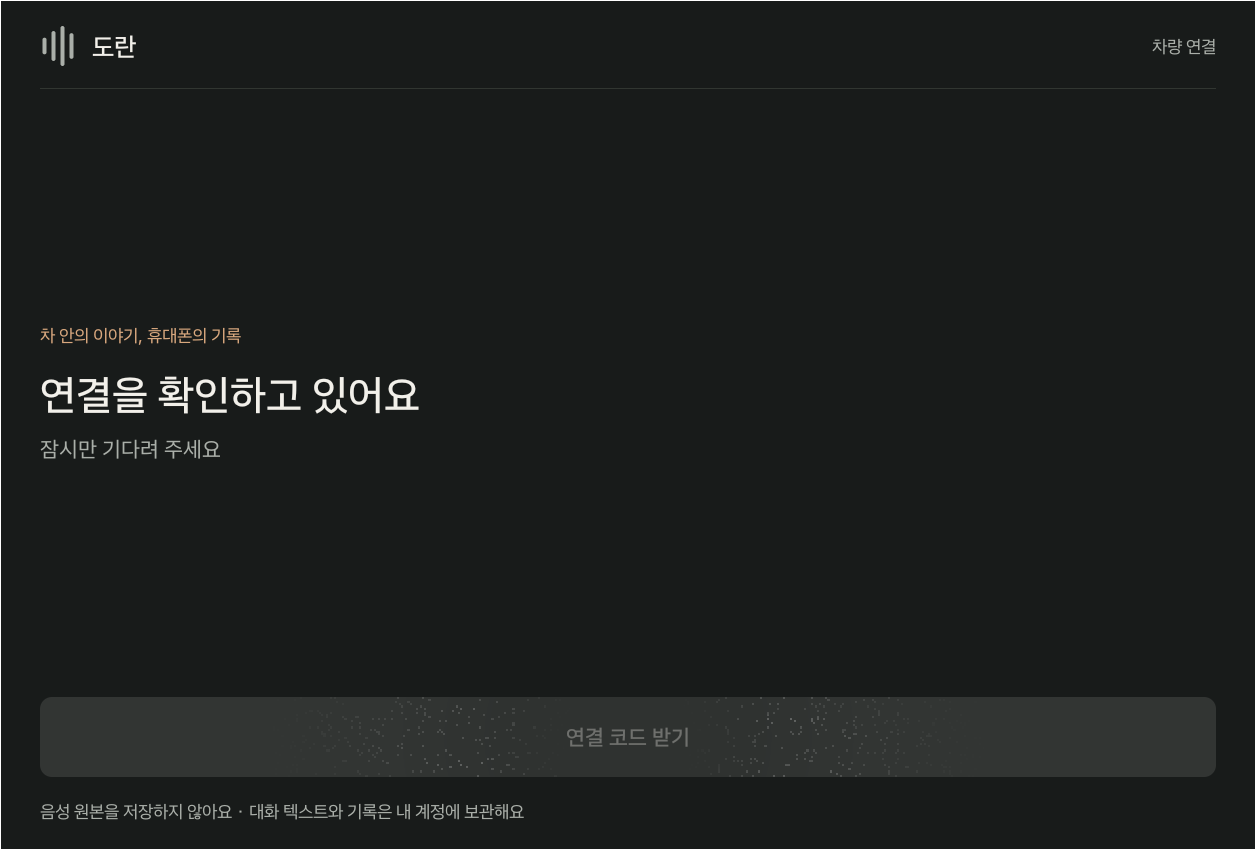 도란
차량 연결
차 안의 이야기, 휴대폰의 기록
연결을 확인하고 있어요
잠시만 기다려 주세요
연결 코드 받기
음성 원본을 저장하지 않아요 · 대화 텍스트와 기록은 내 계정에 보관해요